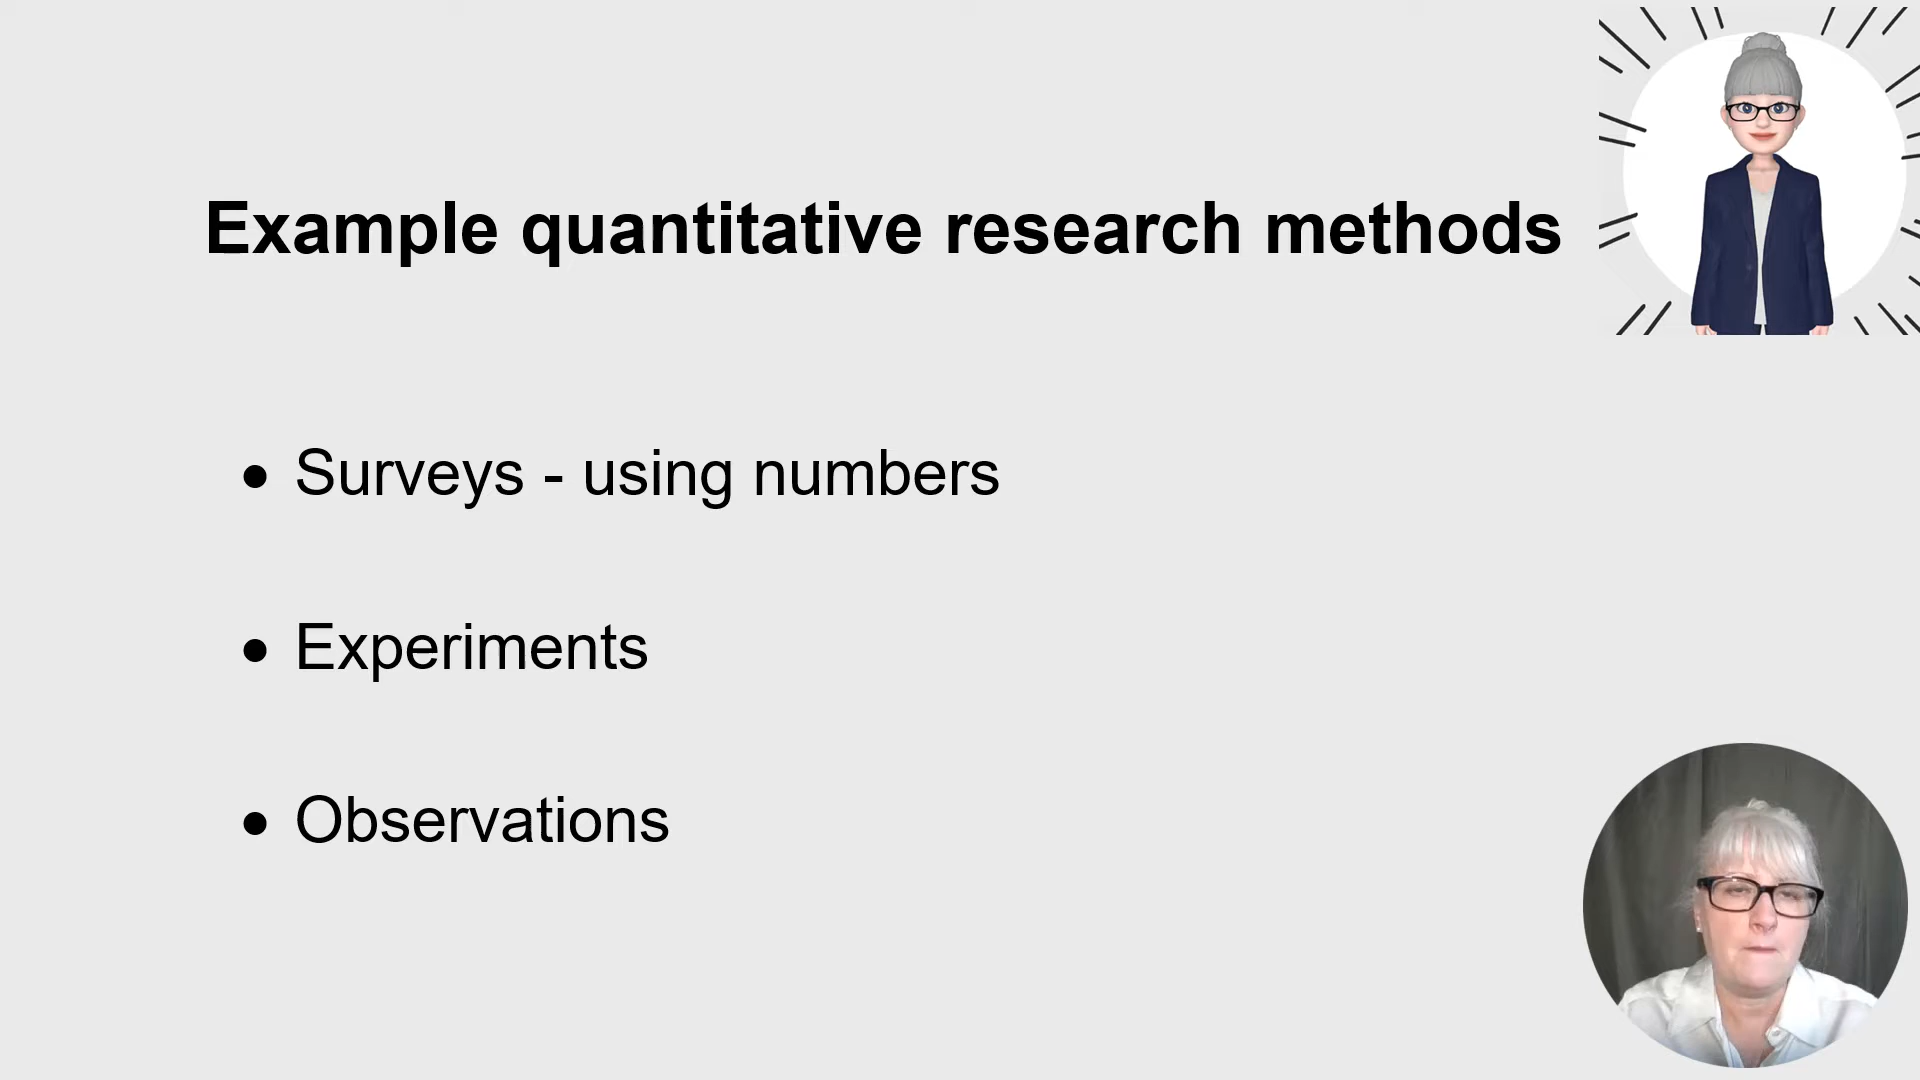 Example quantitative research methods
● Surveys - using numbers
● Experiments
● Observations